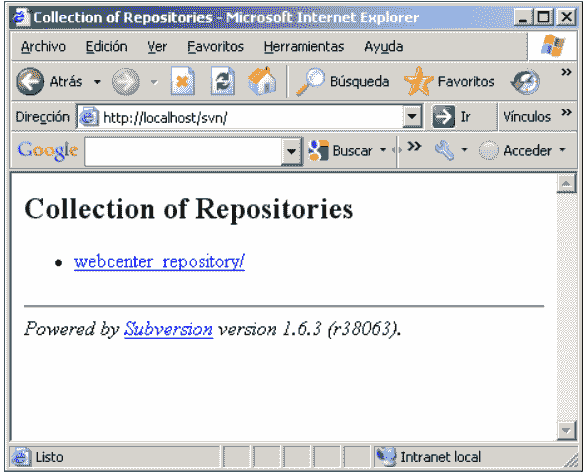 Collection of Repositories - Microsoft Internet Explorer
Archivo Edición Ver Favoritos Herramientas Ayuda
Atrás Búsqueda Favoritos »
Dirección http://localhost/svn/ Ir Vínculos »
Google Buscar » Acceder
Collection of Repositories
• webcenter_repository/
Powered by Subversion version 1.6.3 (r38063).
Listo Intranet local